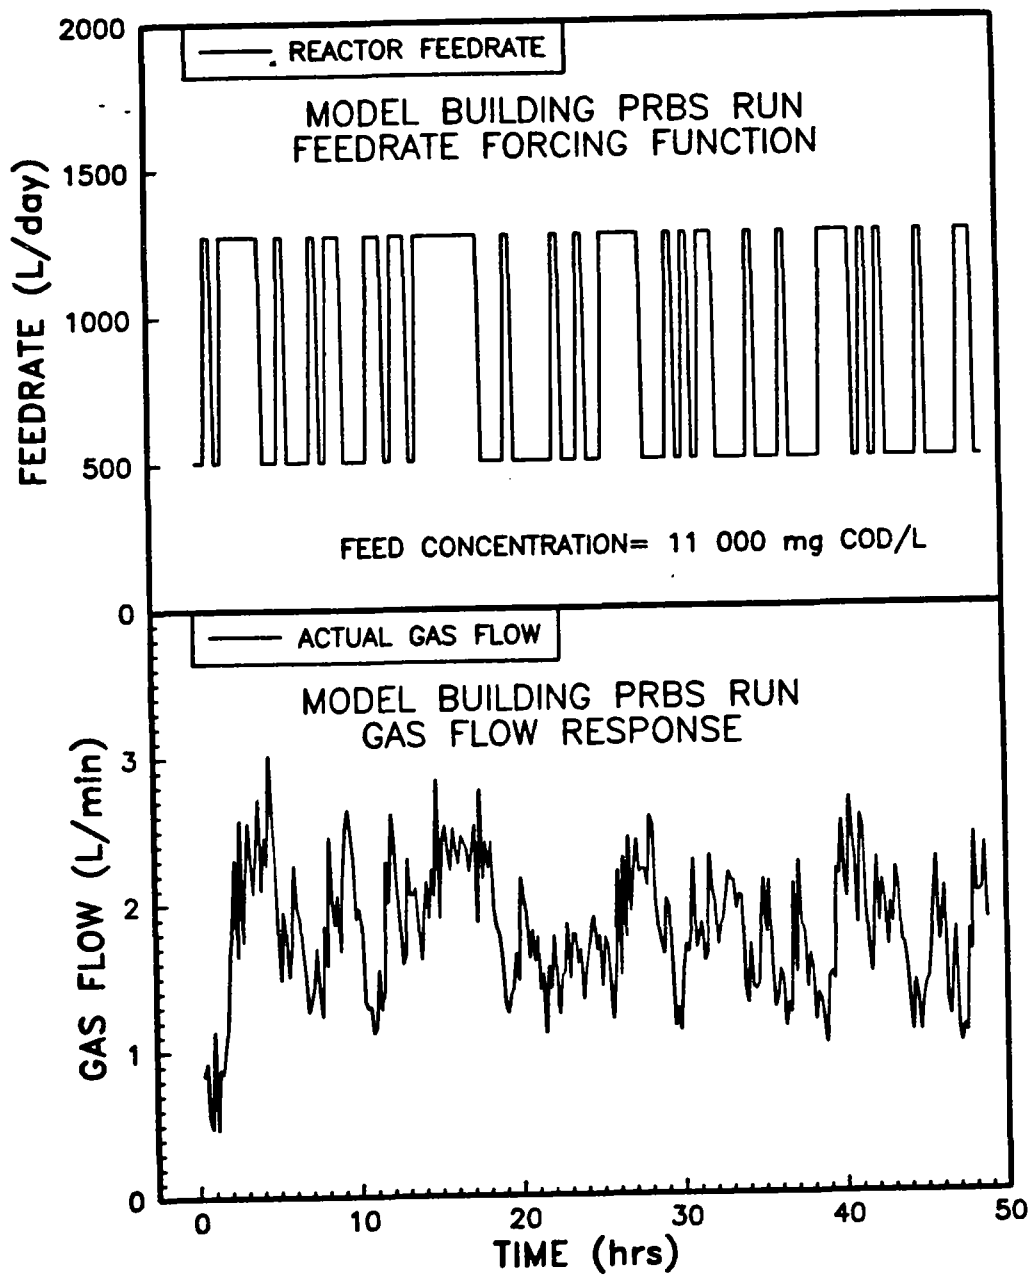 2000
REACTOR FEEDRATE
MODEL BUILDING PRBS RUN
FEEDRATE FORCING FUNCTION
1500
FEEDRATE (L/day)
1000
500
FEED CONCENTRATION= 11 000 mg COD/L
0
ACTUAL GAS FLOW
MODEL BUILDING PRBS RUN
GAS FLOW RESPONSE
3
GAS FLOW (L/min)
2
1
0
0 10 20 30 40 50
TIME (hrs)